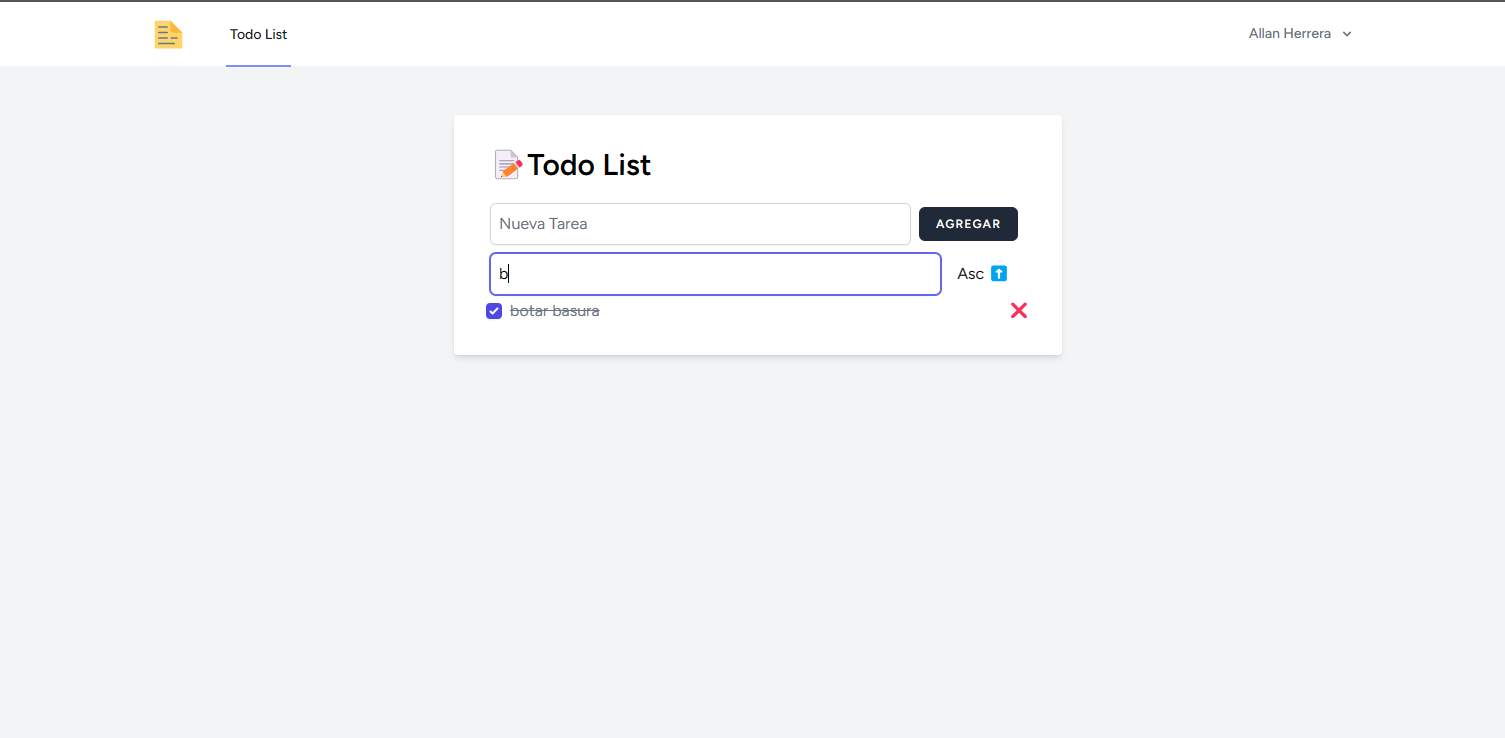 Todo List
Allan Herrera
Todo List
Nueva Tarea
AGREGAR
b
Asc
botar basura